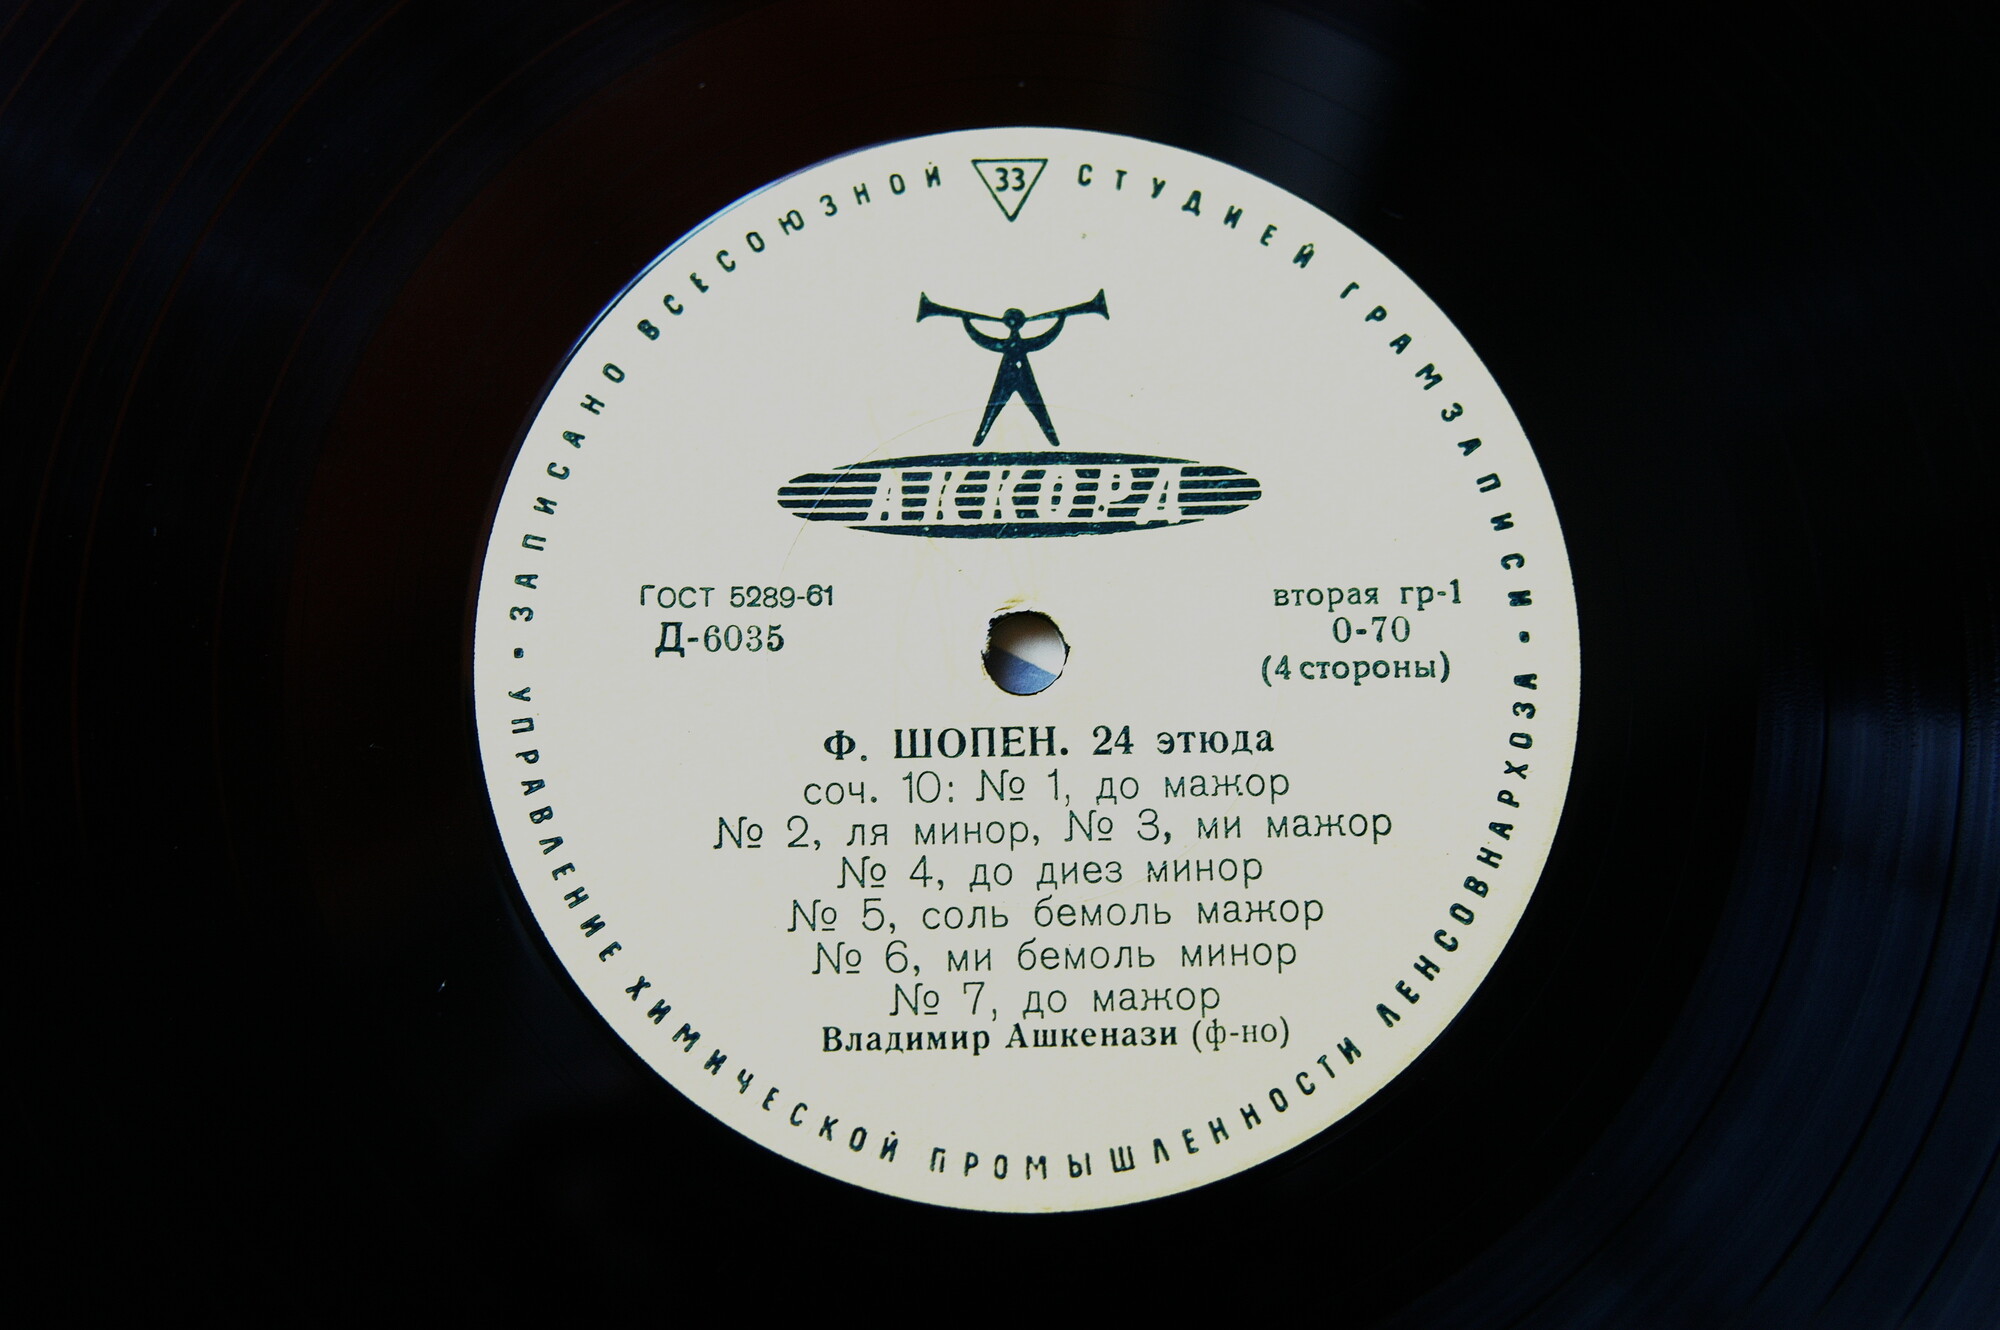 ЗАПИСАНО ВСЕСОЮЗНОЙ 33 СТУДИЕЙ ГРАМЗАПИСИ
АККОРД
ГОСТ 5289-61
Д-6035
вторая гр-1
0-70
(4 стороны)
Ф. ШОПЕН. 24 этюда
соч. 10: № 1, до мажор
№ 2, ля минор, № 3, ми мажор
№ 4, до диез минор
№ 5, соль бемоль мажор
№ 6, ми бемоль минор
№ 7, до мажор
Владимир Ашкенази (ф-но)
• УПРАВЛЕНИЕ ХИМИЧЕСКОЙ ПРОМЫШЛЕННОСТИ ЛЕНСОВНАРХОЗА •